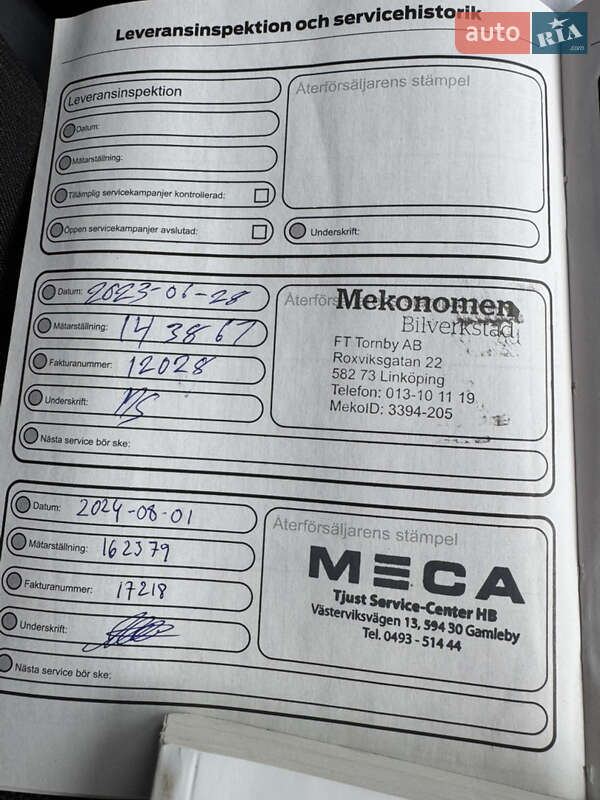 Leveransinspektion och servicehistorik
auto RIA.com
Leveransinspektion
Återförsäljarens stämpel
Datum:
Mätarställning:
Tillämplig servicekampanjer kontrollerad:
Öppen servicekampanjer avslutad:
Underskrift:
Datum: 2023-06-28
Mätarställning: 143867
Fakturanummer: 12028
Underskrift:
Nästa service bör ske:
Mekonomen
Bilverkstad
FT Tornby AB
Roxviksgatan 22
582 73 Linköping
Telefon: 013-10 11 19
MekoID: 3394-205
Datum: 2024-08-01
Mätarställning: 162579
Fakturanummer: 17218
Underskrift:
Nästa service bör ske:
Återförsäljarens stämpel
MECA
Tjust Service-Center HB
Västerviksvägen 13, 594 30 Gamleby
Tel. 0493 - 514 44